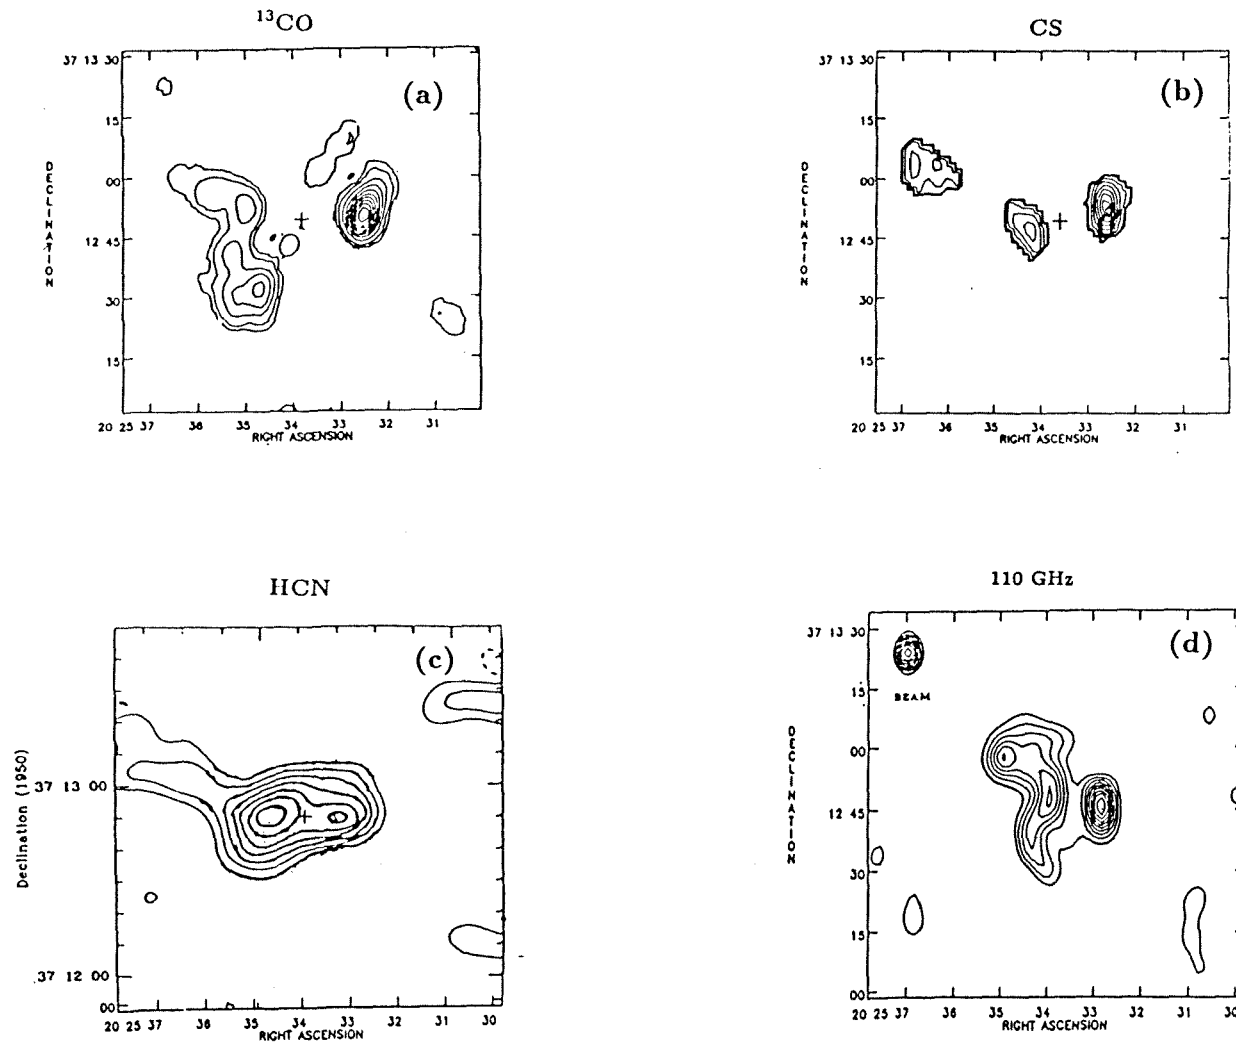 ¹³CO
(a)
37 13 30
15
00
12 45
30
15
DECLINATION
20 25 37 36 35 34 33 32 31
RIGHT ASCENSION
CS
(b)
37 13 30
15
00
12 45
30
15
DECLINATION
20 25 37 36 35 34 33 32 31
RIGHT ASCENSION
HCN
(c)
37 13 00
37 12 00
00
Declination (1950)
20 25 37 36 35 34 33 32 31 30
RIGHT ASCENSION
110 GHz
(d)
BEAM
37 13 30
15
00
12 45
30
15
00
DECLINATION
20 25 37 36 35 34 33 32 31 30
RIGHT ASCENSION